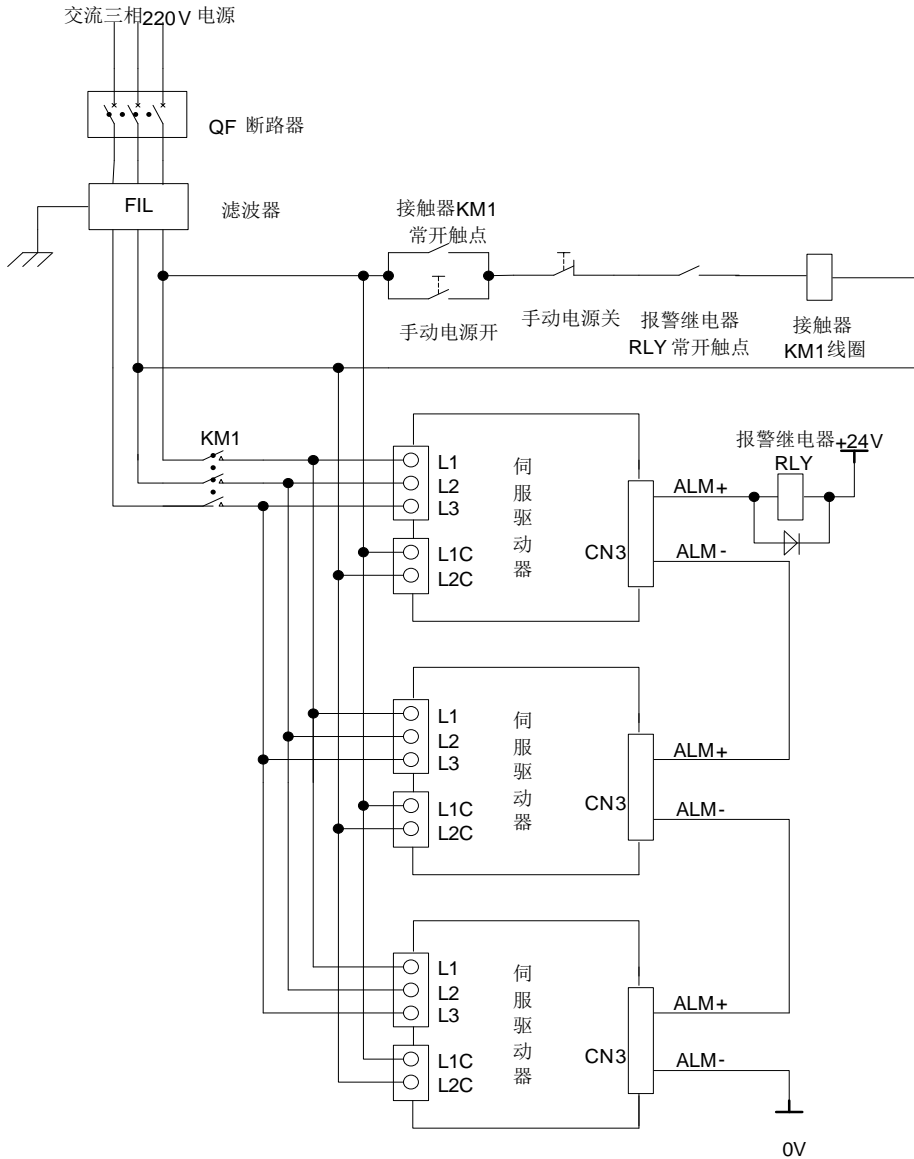 交流三相220V 电源
QF 断路器
FIL
滤波器
接触器KM1
常开触点
手动电源开
手动电源关
报警继电器
RLY 常开触点
接触器
KM1线圈
KM1
L1
L2
L3
L1C
L2C
伺服驱动器
CN3
ALM+
ALM-
报警继电器
RLY
+24V
L1
L2
L3
L1C
L2C
伺服驱动器
CN3
ALM+
ALM-
L1
L2
L3
L1C
L2C
伺服驱动器
CN3
ALM+
ALM-
0V